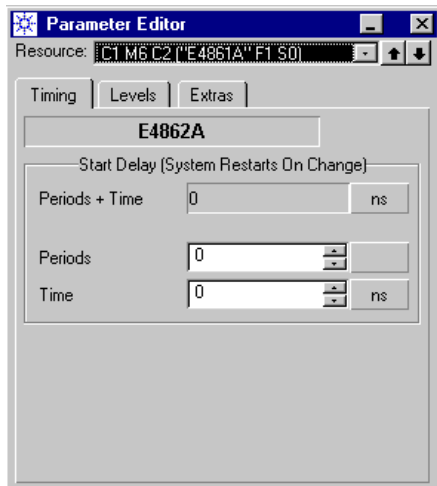 Parameter Editor
Resource: C1 M6 C2 ("E4861A" F1 S0)
Timing Levels Extras
E4862A
Start Delay (System Restarts On Change)
Periods + Time 0 ns
Periods 0
Time 0 ns